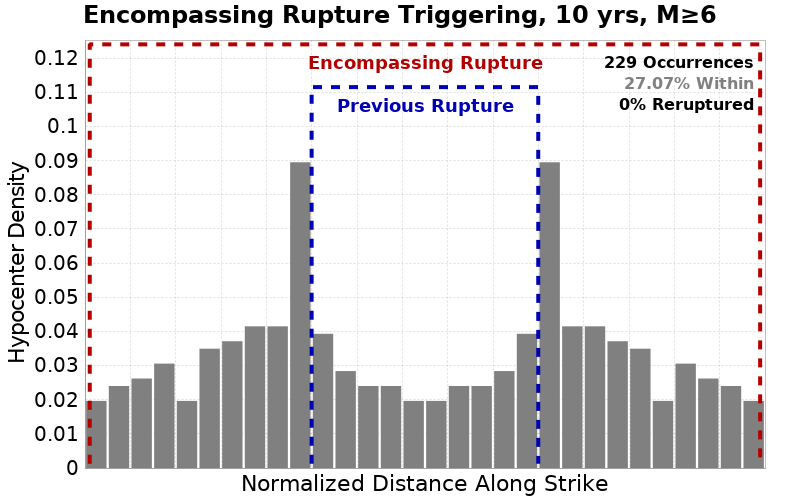 Encompassing Rupture Triggering, 10 yrs, M≥6
0.12
0.11
0.1
0.09
0.08
0.07
0.06
0.05
0.04
0.03
0.02
0.01
0
Hypocenter Density
Encompassing Rupture
Previous Rupture
229 Occurrences
27.07% Within
0% Reruptured
Normalized Distance Along Strike